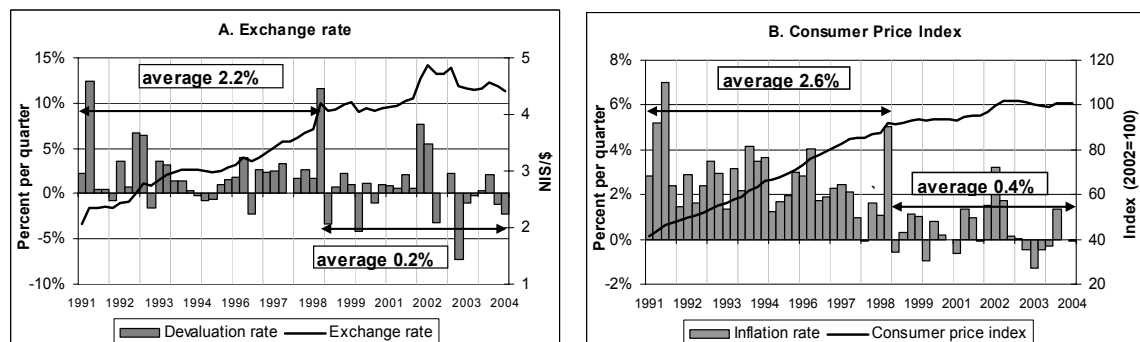 A. Exchange rate
15%
10%
5%
0%
-5%
-10%
Percent per quarter
average 2.2%
average 0.2%
5
4
3
2
1
NIS/$
1991 1992 1993 1994 1996 1996 1998 1999 2001 2002 2003 2004
Devaluation rate Exchange rate
B. Consumer Price Index
8%
6%
4%
2%
0%
-2%
Percent per quarter
average 2.6%
average 0.4%
120
100
80
60
40
20
Index (2002=100)
1991 1992 1993 1994 1996 1996 1998 1999 2001 2002 2003 2004
Inflation rate Consumer price index